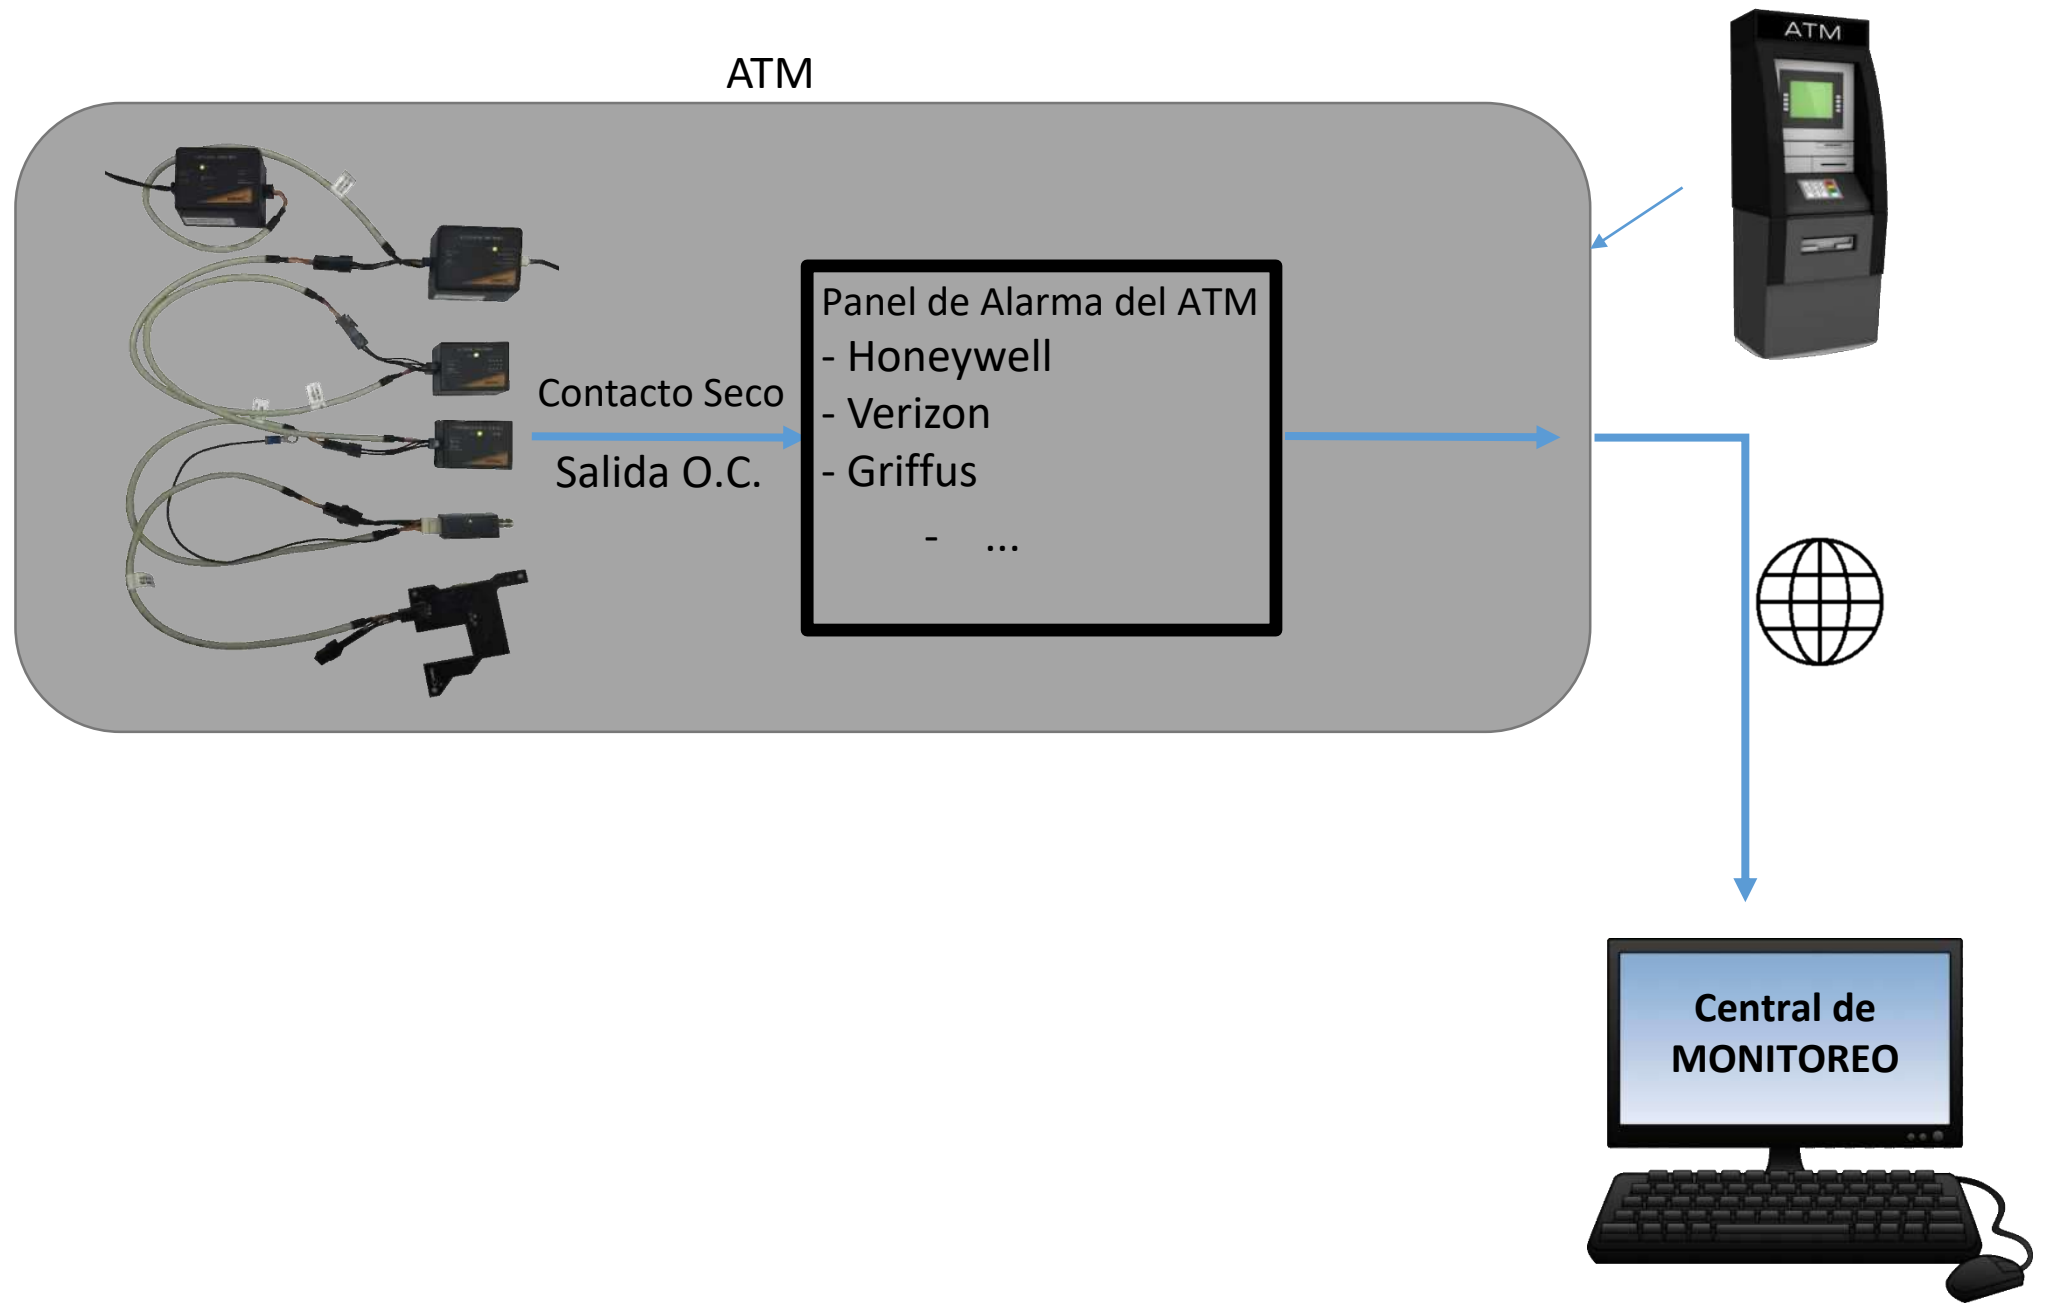 ATM
ATM
Contacto Seco
Salida O.C.
Panel de Alarma del ATM
- Honeywell
- Verizon
- Griffus
- ...
Central de
MONITOREO